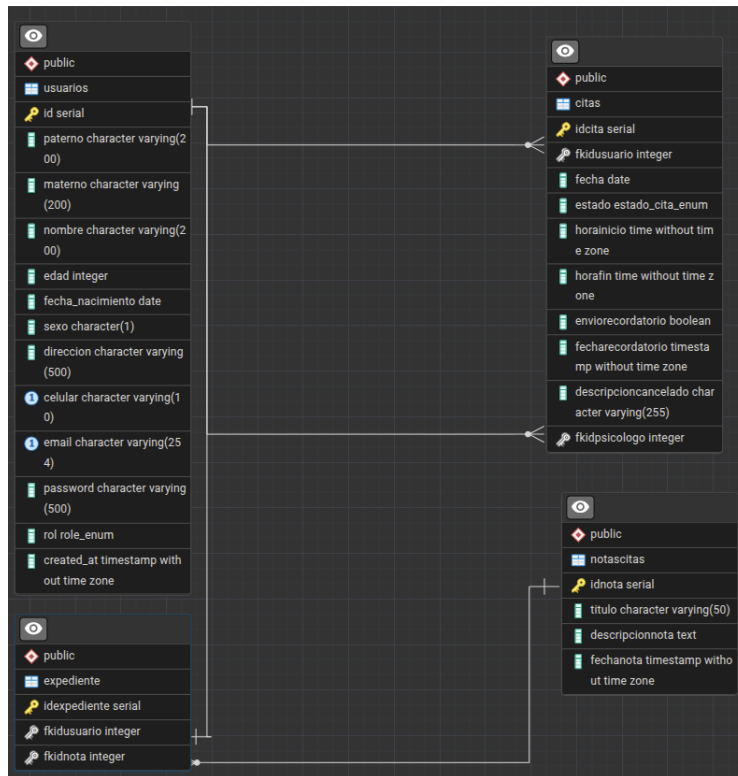 public
usuarios
id serial
paterno character varying(2
00)
materno character varying
(200)
nombre character varying(2
00)
edad integer
fecha_nacimiento date
sexo character(1)
direccion character varying
(500)
1 celular character varying(1
0)
1 email character varying(25
4)
password character varying
(500)
rol role_enum
created_at timestamp with
out time zone
public
expediente
idexpediente serial
fkidusuario integer
fkidnota integer
public
citas
idcita serial
fkidusuario integer
fecha date
estado estado_cita_enum
horainicio time without tim
e zone
horafin time without time z
one
enviorecordatorio boolean
fecharecordatorio timesta
mp without time zone
descripcioncancelado char
acter varying(255)
fkidpsicologo integer
public
notascitas
idnota serial
titulo character varying(50)
descripcionnota text
fechanota timestamp witho
ut time zone